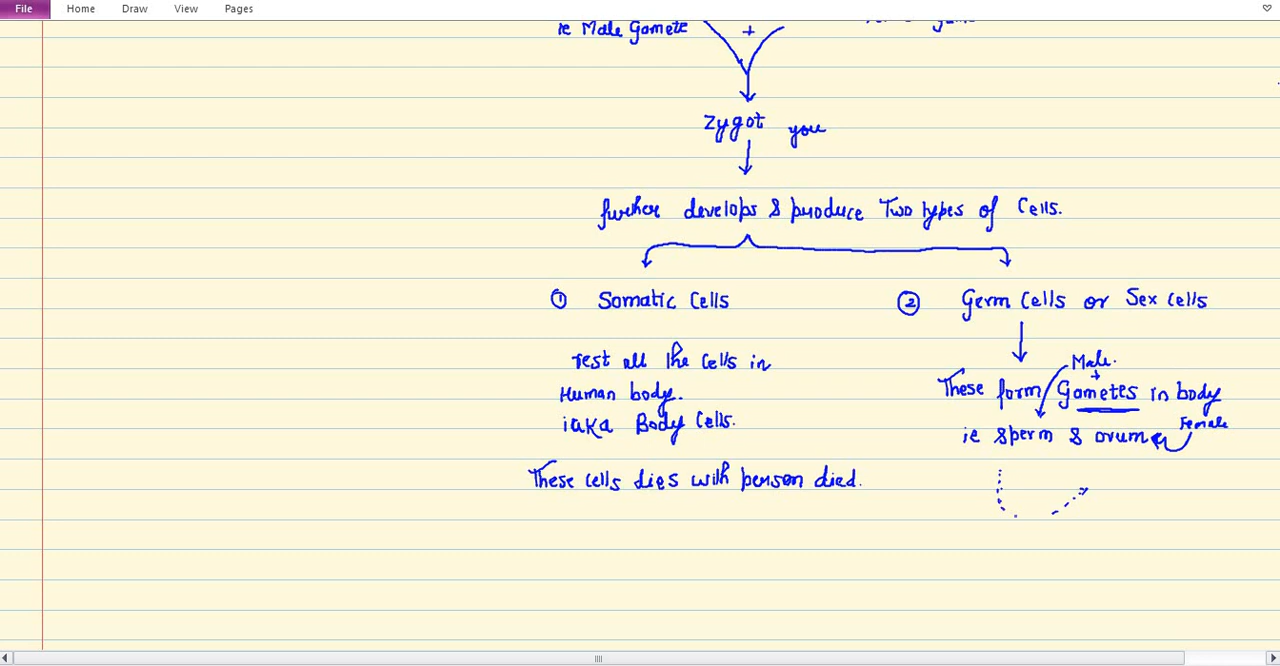 File Home Draw View Pages
ie Male Gamete +
Zygot you
further develops & produce Two types of Cells.
① Somatic Cells
② Germ Cells or Sex cells
rest all the cells in
Human body.
i.aka Body Cells.
These cells dies with person died.
Male.
These form Gametes in body
ie sperm & ovum Female